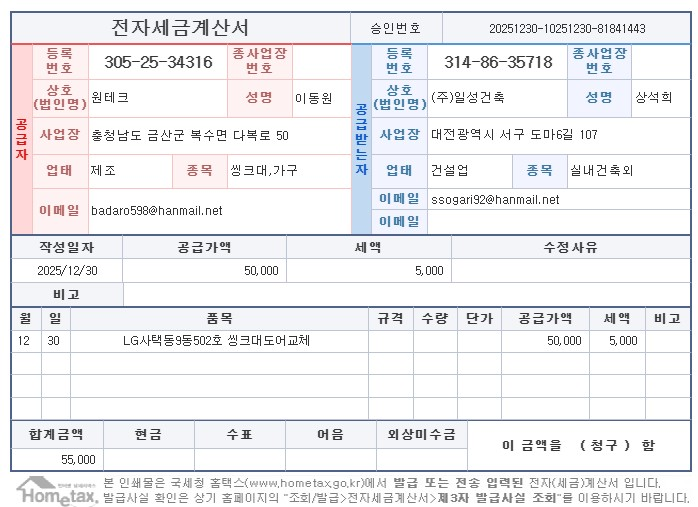 전자세금계산서 승인번호 20251230-10251230-81841443
공급자 등록번호 305-25-34316 종사업장번호 공급받는자 등록번호 314-86-35718 종사업장번호
상호(법인명) 원테크 성명 이동원 상호(법인명) (주)일성건축 성명 상석희
사업장 충청남도 금산군 복수면 다복로 50 사업장 대전광역시 서구 도마6길 107
업태 제조 종목 씽크대,가구 업태 건설업 종목 실내건축외
이메일 badaro598@hanmail.net 이메일 ssogari92@hanmail.net
이메일
작성일자 공급가액 세액 수정사유
2025/12/30 50,000 5,000
비고
월 일 품목 규격 수량 단가 공급가액 세액 비고
12 30 LG사택동9동502호 씽크대도어교체 50,000 5,000
합계금액 현금 수표 어음 외상미수금 이 금액을 (청구) 함
55,000
전자세금계산서 Hometax. 본 인쇄물은 국세청 홈택스(www.hometax.go.kr)에서 발급 또는 전송 입력된 전자(세금)계산서 입니다.
발급사실 확인은 상기 홈페이지의 "조회/발급>전자세금계산서>제3자 발급사실 조회"를 이용하시기 바랍니다.